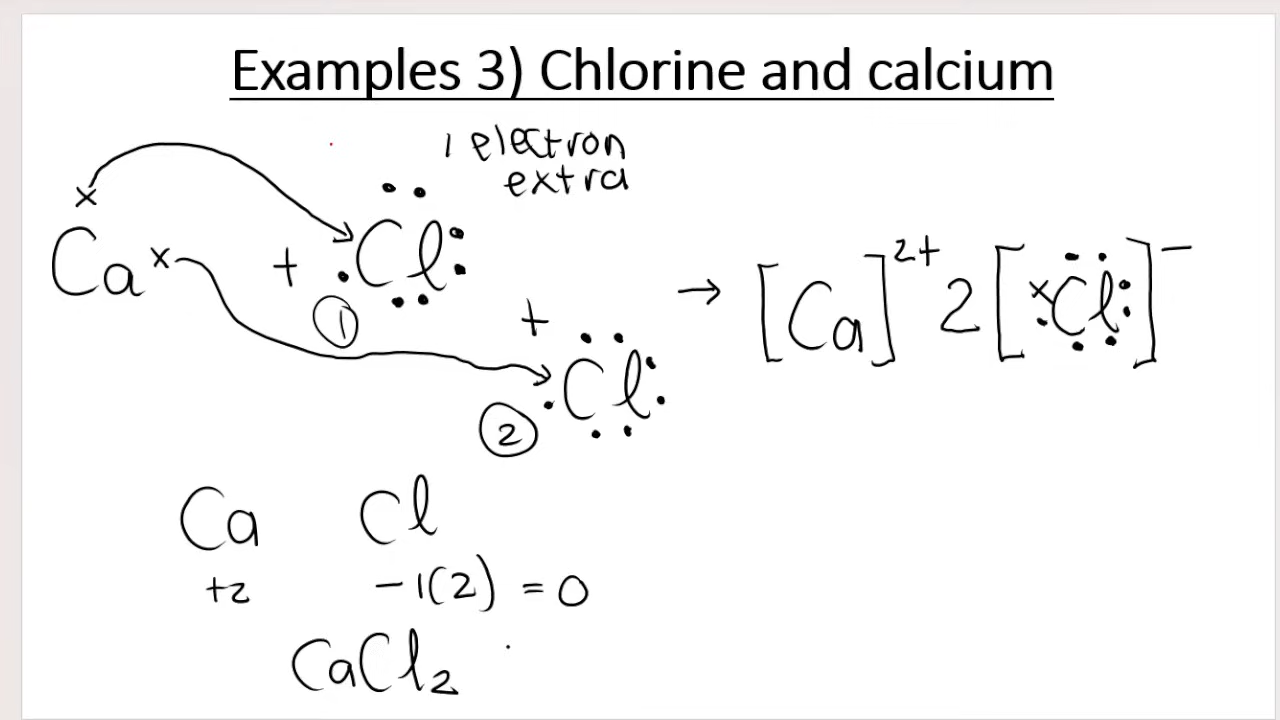 Examples 3) Chlorine and calcium
1 electron
extra
x
Ca x + Cl
1
+ Cl
2
→ [Ca]2+ 2[xCl]−
Ca Cl
+2 −1(2) = 0
CaCl2